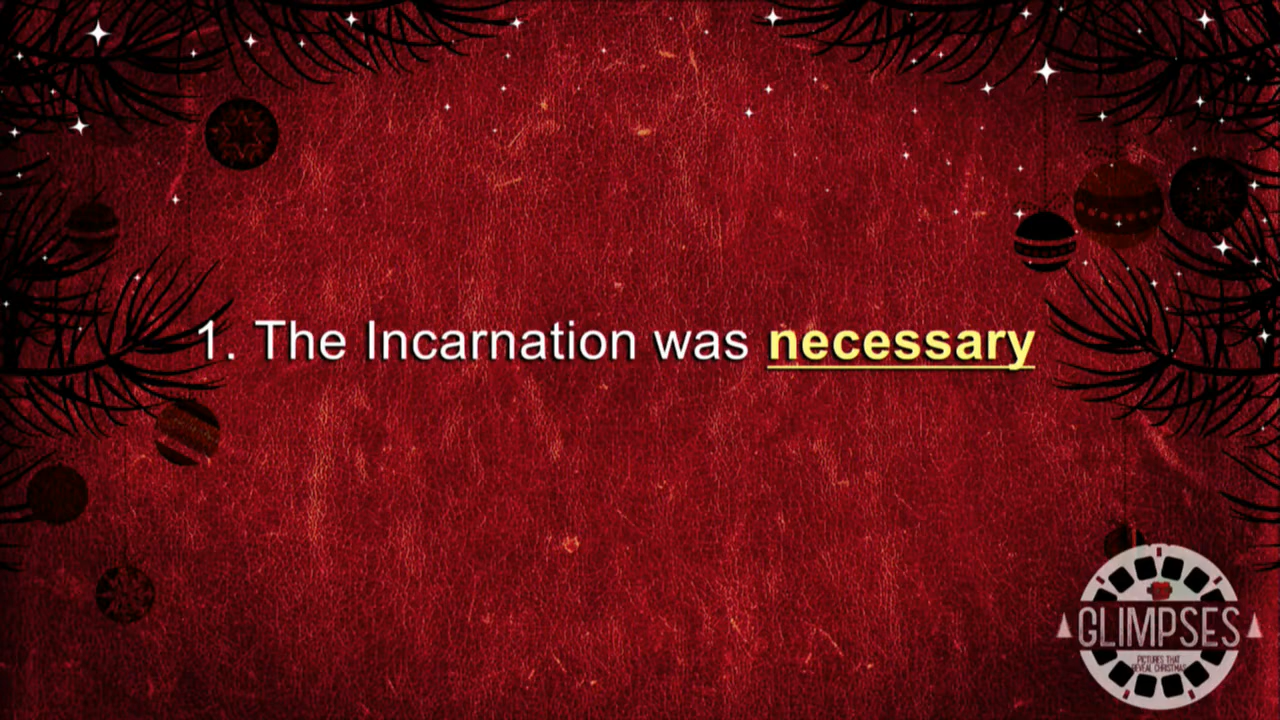 1. The Incarnation was necessary
GLIMPSES
PICTURES THAT
REVEAL CHRISTMAS